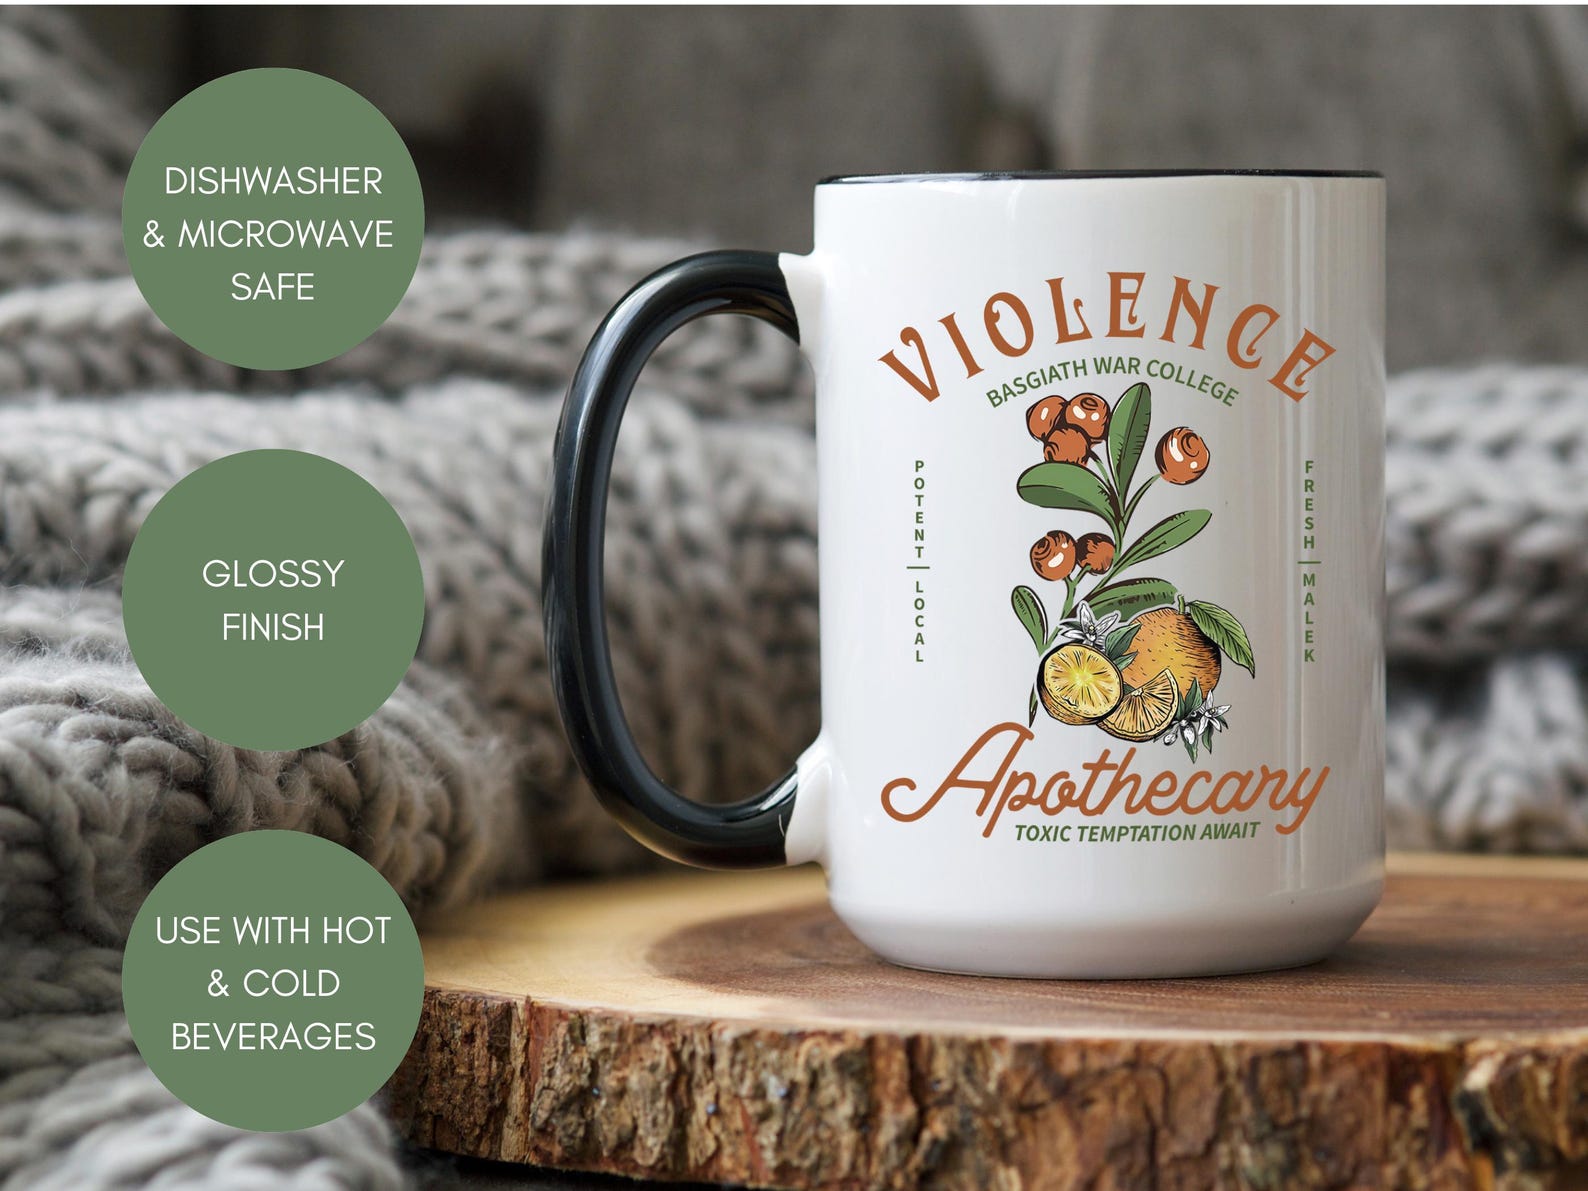 DISHWASHER
& MICROWAVE
SAFE
GLOSSY
FINISH
USE WITH HOT
& COLD
BEVERAGES
VIOLENCE
BASGIATH WAR COLLEGE
POTENT | LOCAL
FRESH | MALEK
Apothecary
TOXIC TEMPTATION AWAIT